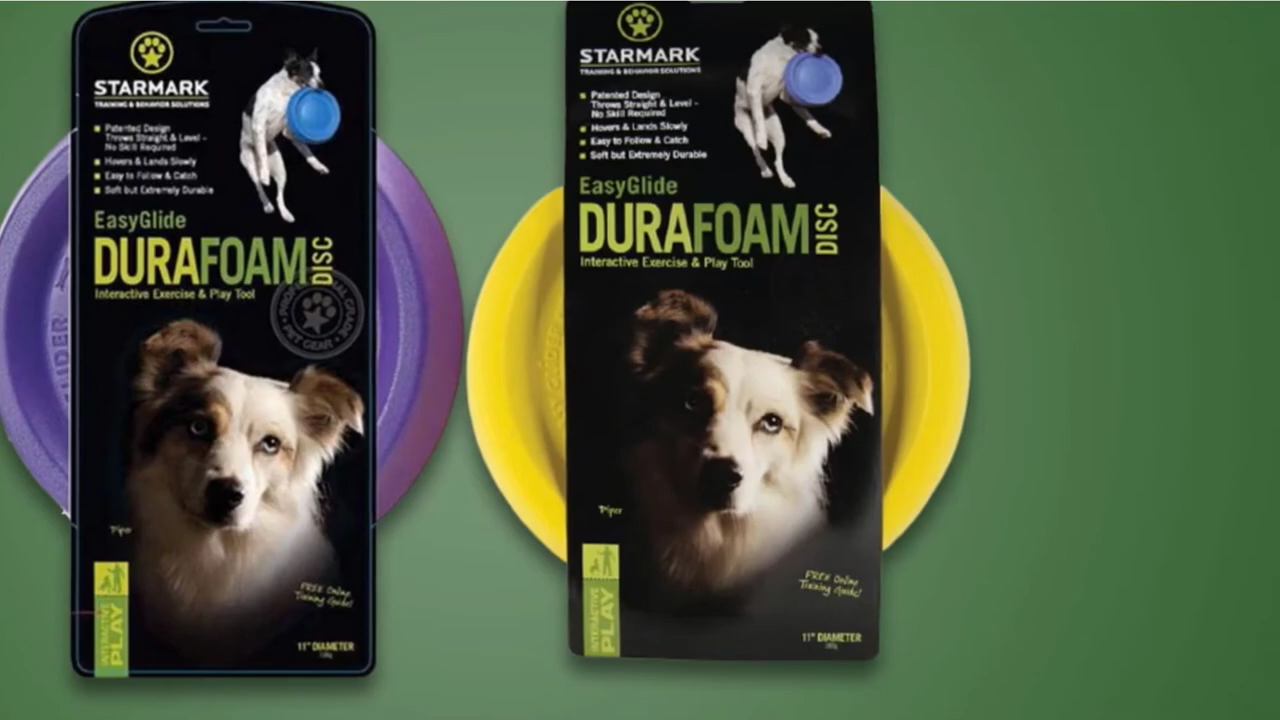 STARMARK
TRAINING & BEHAVIOR SOLUTIONS
Patented Design
Throws Straight & Level -
No Skill Required
Hovers & Lands Slowly
Easy to Follow & Catch
Soft but Extremely Durable
EasyGlide
DURAFOAM
DISC
Interactive Exercise & Play Tool
PROFESSIONAL GRADE
PET GEAR
LIDER
FREE Online
Training Guide!
INTERACTIVE
PLAY
11" DIAMETER
STARMARK
TRAINING & BEHAVIOR SOLUTIONS
Patented Design
Throws Straight & Level -
No Skill Required
Hovers & Lands Slowly
Easy to Follow & Catch
Soft but Extremely Durable
EasyGlide
DURAFOAM
DISC
Interactive Exercise & Play Tool
Piper
FREE Online
Training Guide!
INTERACTIVE
PLAY
11" DIAMETER